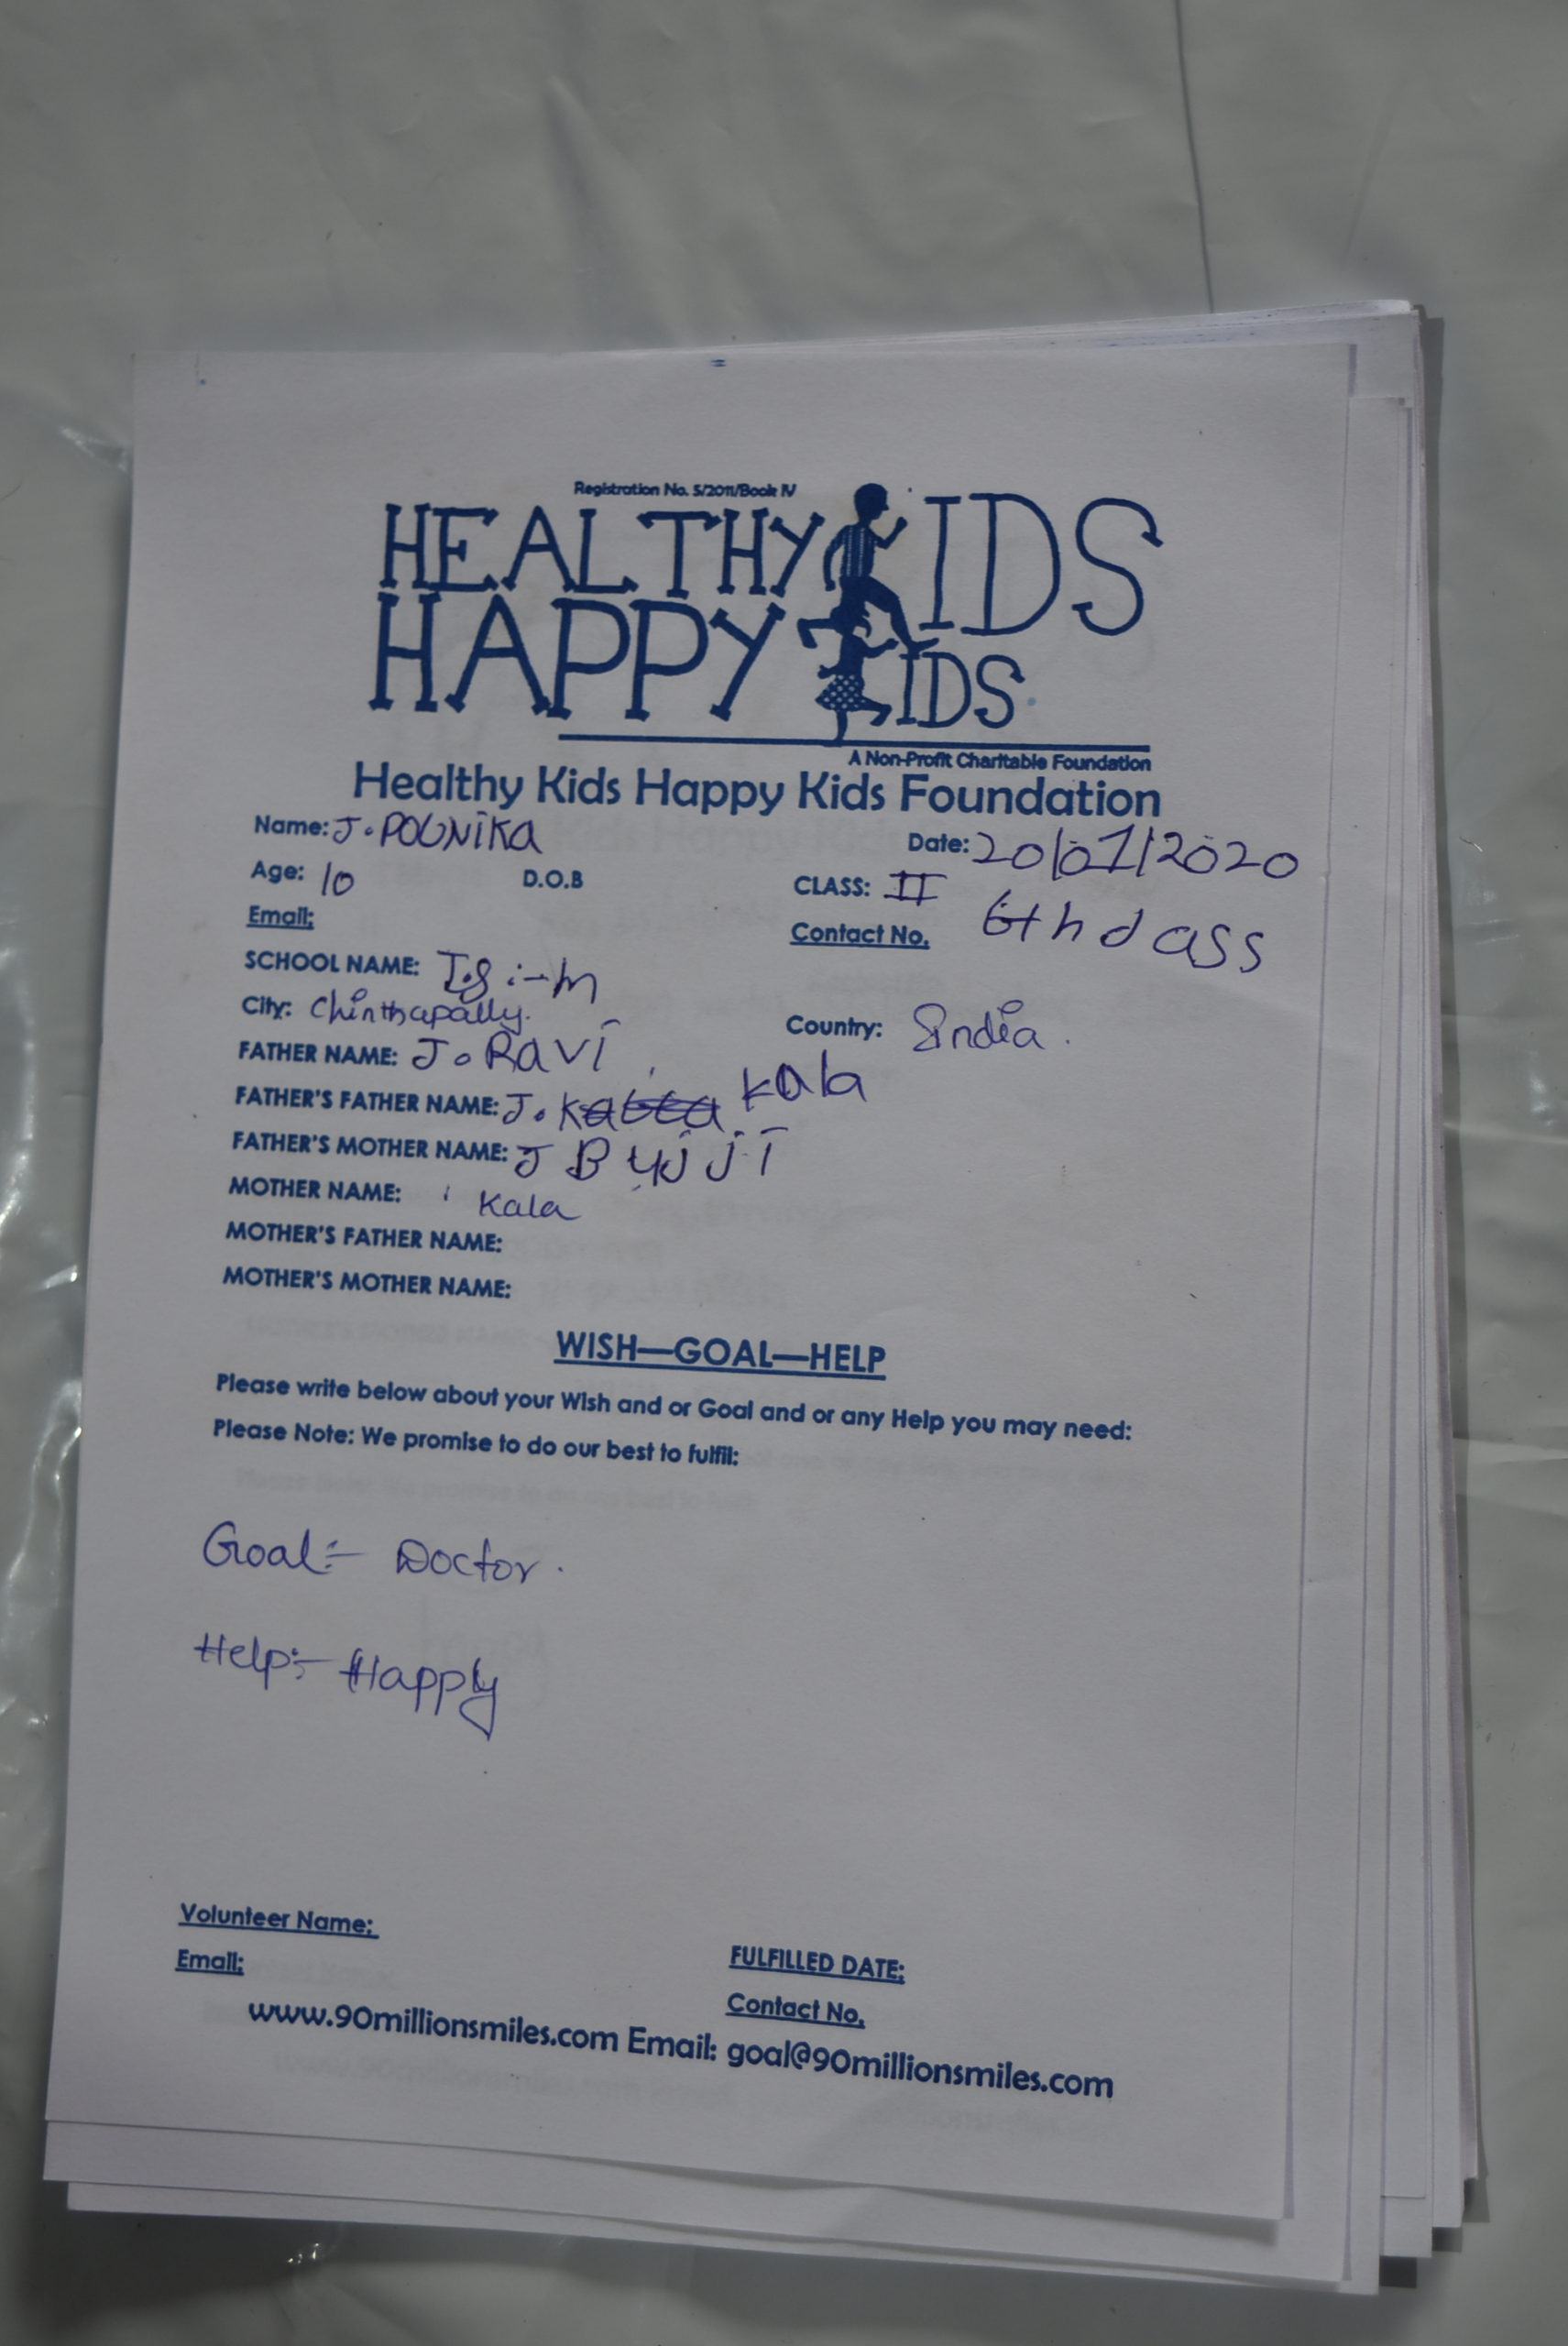 Registration No. 5/2011/Book IV
HEALTHY KIDS
HAPPY KIDS
A Non-Profit Charitable Foundation
Healthy Kids Happy Kids Foundation
Name: J. POUNIKA Date: 20/01/2020
Age: 10 D.O.B CLASS: II
Email: Contact No. 6th class
SCHOOL NAME:
City: Chinthapally. Country: India.
FATHER NAME: J. RAVI
FATHER'S FATHER NAME: J. Kala
FATHER'S MOTHER NAME: J BUJJI
MOTHER NAME: Kala
MOTHER'S FATHER NAME:
MOTHER'S MOTHER NAME:
WISH—GOAL—HELP
Please write below about your Wish and or Goal and or any Help you may need:
Please Note: We promise to do our best to fulfil:
Goal:- Doctor.
Help:- Happly
Volunteer Name:
Email: FULFILLED DATE:
Contact No.
www.90millionsmiles.com Email: goal@90millionsmiles.com